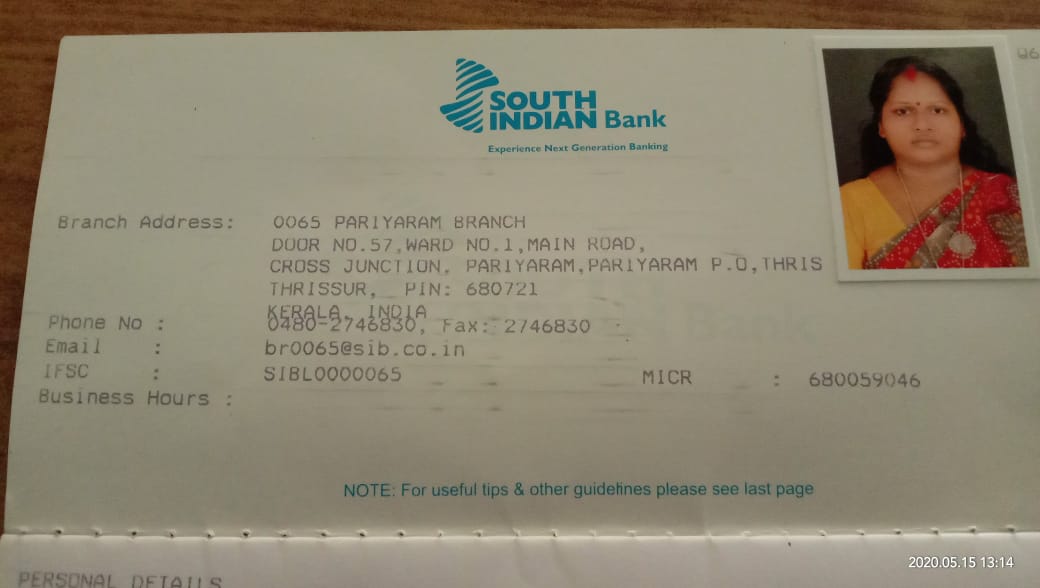 SOUTH
INDIAN Bank
Experience Next Generation Banking
Branch Address: 0065 PARIYARAM BRANCH
DOOR NO.57,WARD NO.1,MAIN ROAD,
CROSS JUNCTION, PARIYARAM,PARIYARAM P.O,THRIS
THRISSUR, PIN: 680721
KERALA, INDIA
Phone No : 0480-2746830, Fax: 2746830
Email : br0065@sib.co.in
IFSC : SIBL0000065 MICR : 680059046
Business Hours :
NOTE: For useful tips & other guidelines please see last page
PERSONAL DETAILS
2020.05.15 13:14